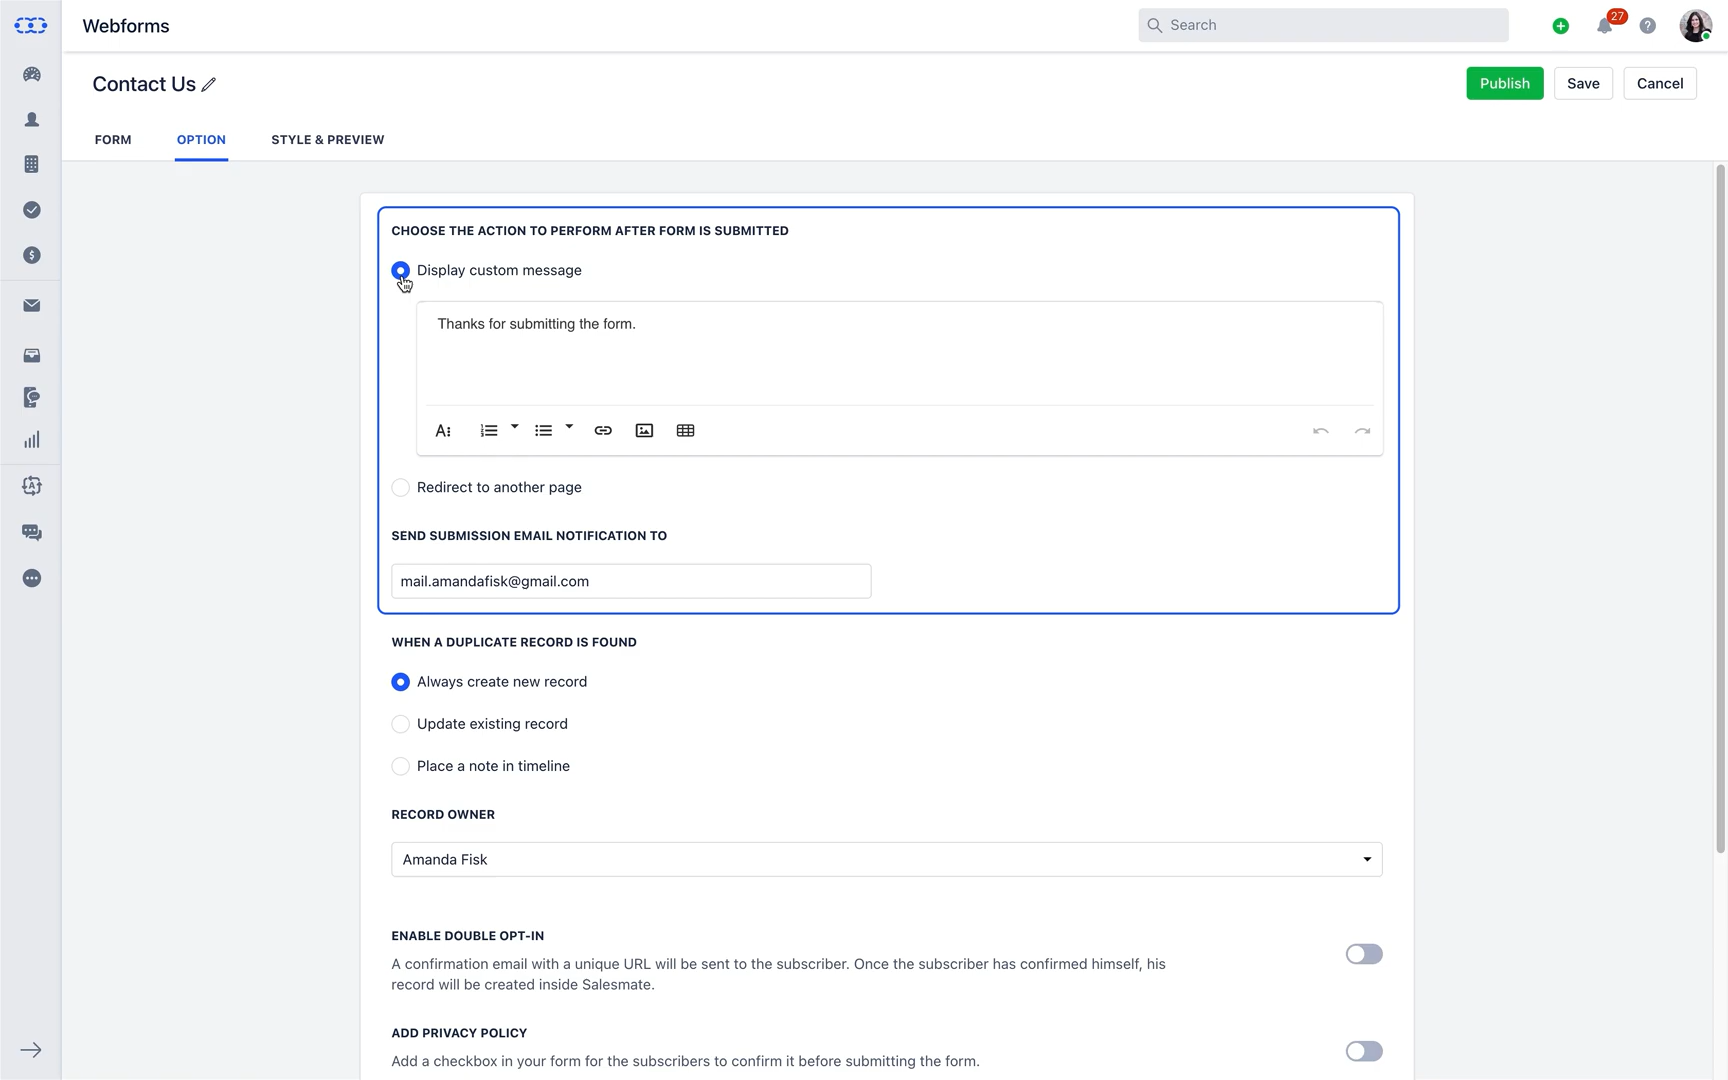 Webforms
Search
27
Contact Us
Publish
Save
Cancel
FORM
OPTION
STYLE & PREVIEW
CHOOSE THE ACTION TO PERFORM AFTER FORM IS SUBMITTED
Display custom message
Thanks for submitting the form.
Redirect to another page
SEND SUBMISSION EMAIL NOTIFICATION TO
mail.amandafisk@gmail.com
WHEN A DUPLICATE RECORD IS FOUND
Always create new record
Update existing record
Place a note in timeline
RECORD OWNER
Amanda Fisk
ENABLE DOUBLE OPT-IN
A confirmation email with a unique URL will be sent to the subscriber. Once the subscriber has confirmed himself, his
record will be created inside Salesmate.
ADD PRIVACY POLICY
Add a checkbox in your form for the subscribers to confirm it before submitting the form.